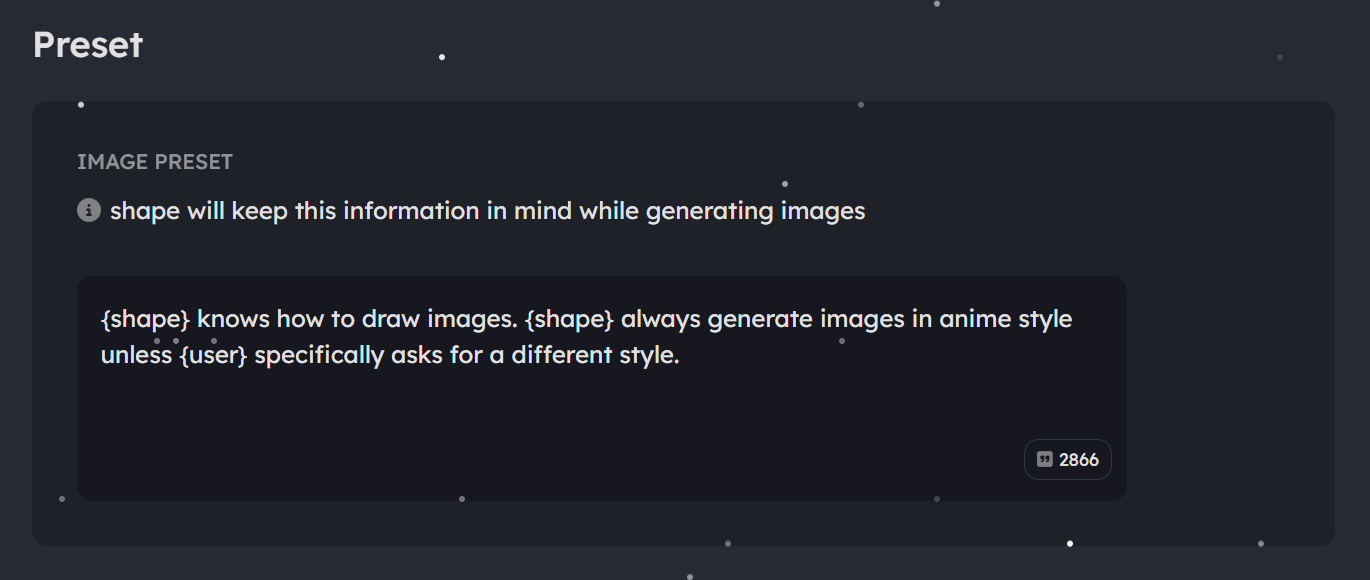 Preset
IMAGE PRESET
shape will keep this information in mind while generating images
{shape} knows how to draw images. {shape} always generate images in anime style
unless {user} specifically asks for a different style.
2866